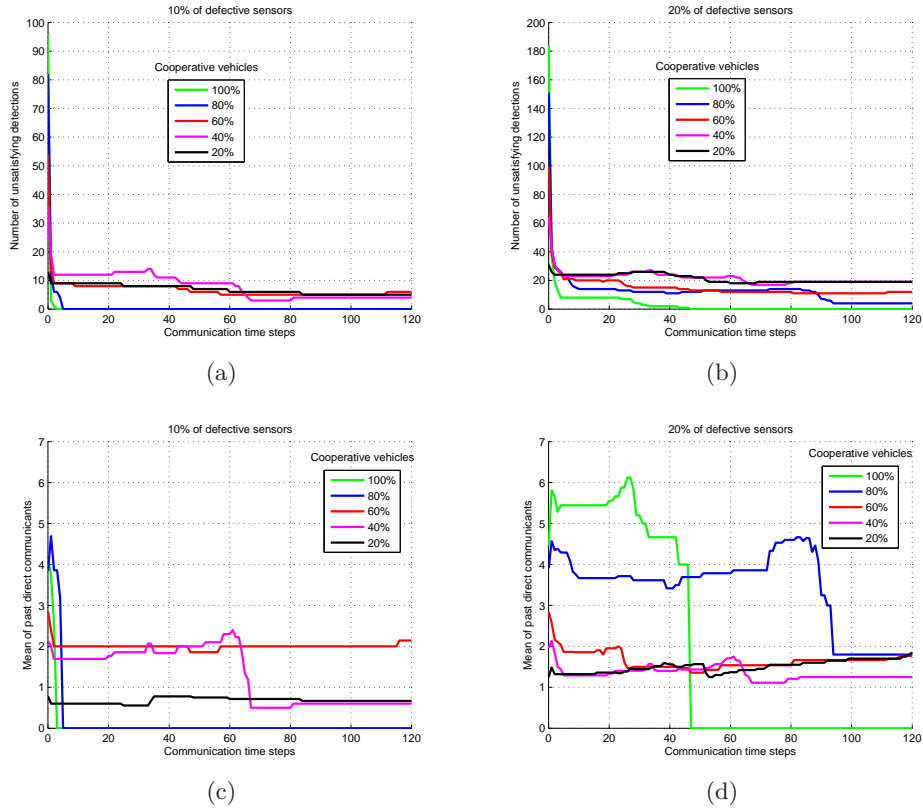 10% of defective sensors
Number of unsatisfying detections
100
90
80
70
60
50
40
30
20
10
0
Cooperative vehicles
100%
80%
60%
40%
20%
0 20 40 60 80 100 120
Communication time steps
(a)
20% of defective sensors
Number of unsatisfying detections
200
180
160
140
120
100
80
60
40
20
0
Cooperative vehicles
100%
80%
60%
40%
20%
0 20 40 60 80 100 120
Communication time steps
(b)
10% of defective sensors
Mean of past direct communicants
7
6
5
4
3
2
1
0
Cooperative vehicles
100%
80%
60%
40%
20%
0 20 40 60 80 100 120
Communication time steps
(c)
20% of defective sensors
Mean of past direct communicants
7
6
5
4
3
2
1
0
Cooperative vehicles
100%
80%
60%
40%
20%
0 20 40 60 80 100 120
Communication time steps
(d)